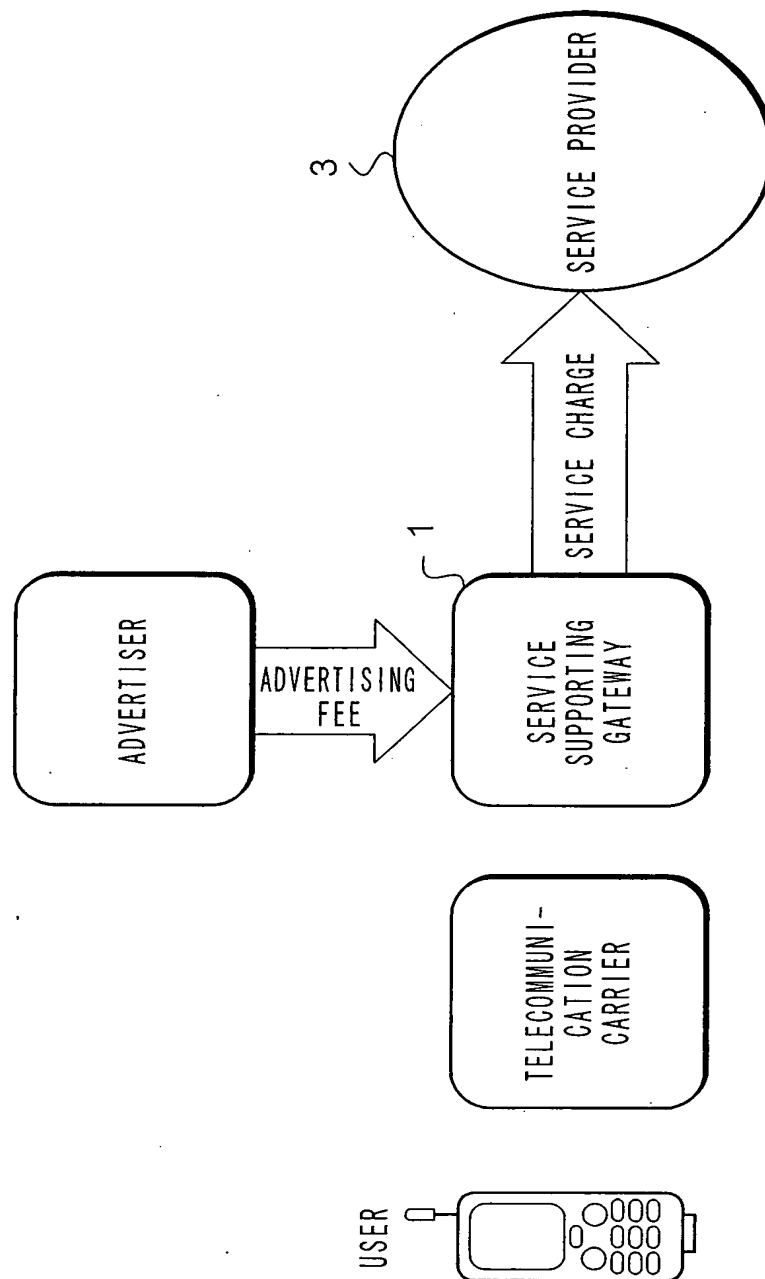 USER
TELECOMMUNI-
CATION
CARRIER
ADVERTISER
ADVERTISING
FEE
1
SERVICE
SUPPORTING
GATEWAY
SERVICE CHARGE
3
SERVICE PROVIDER